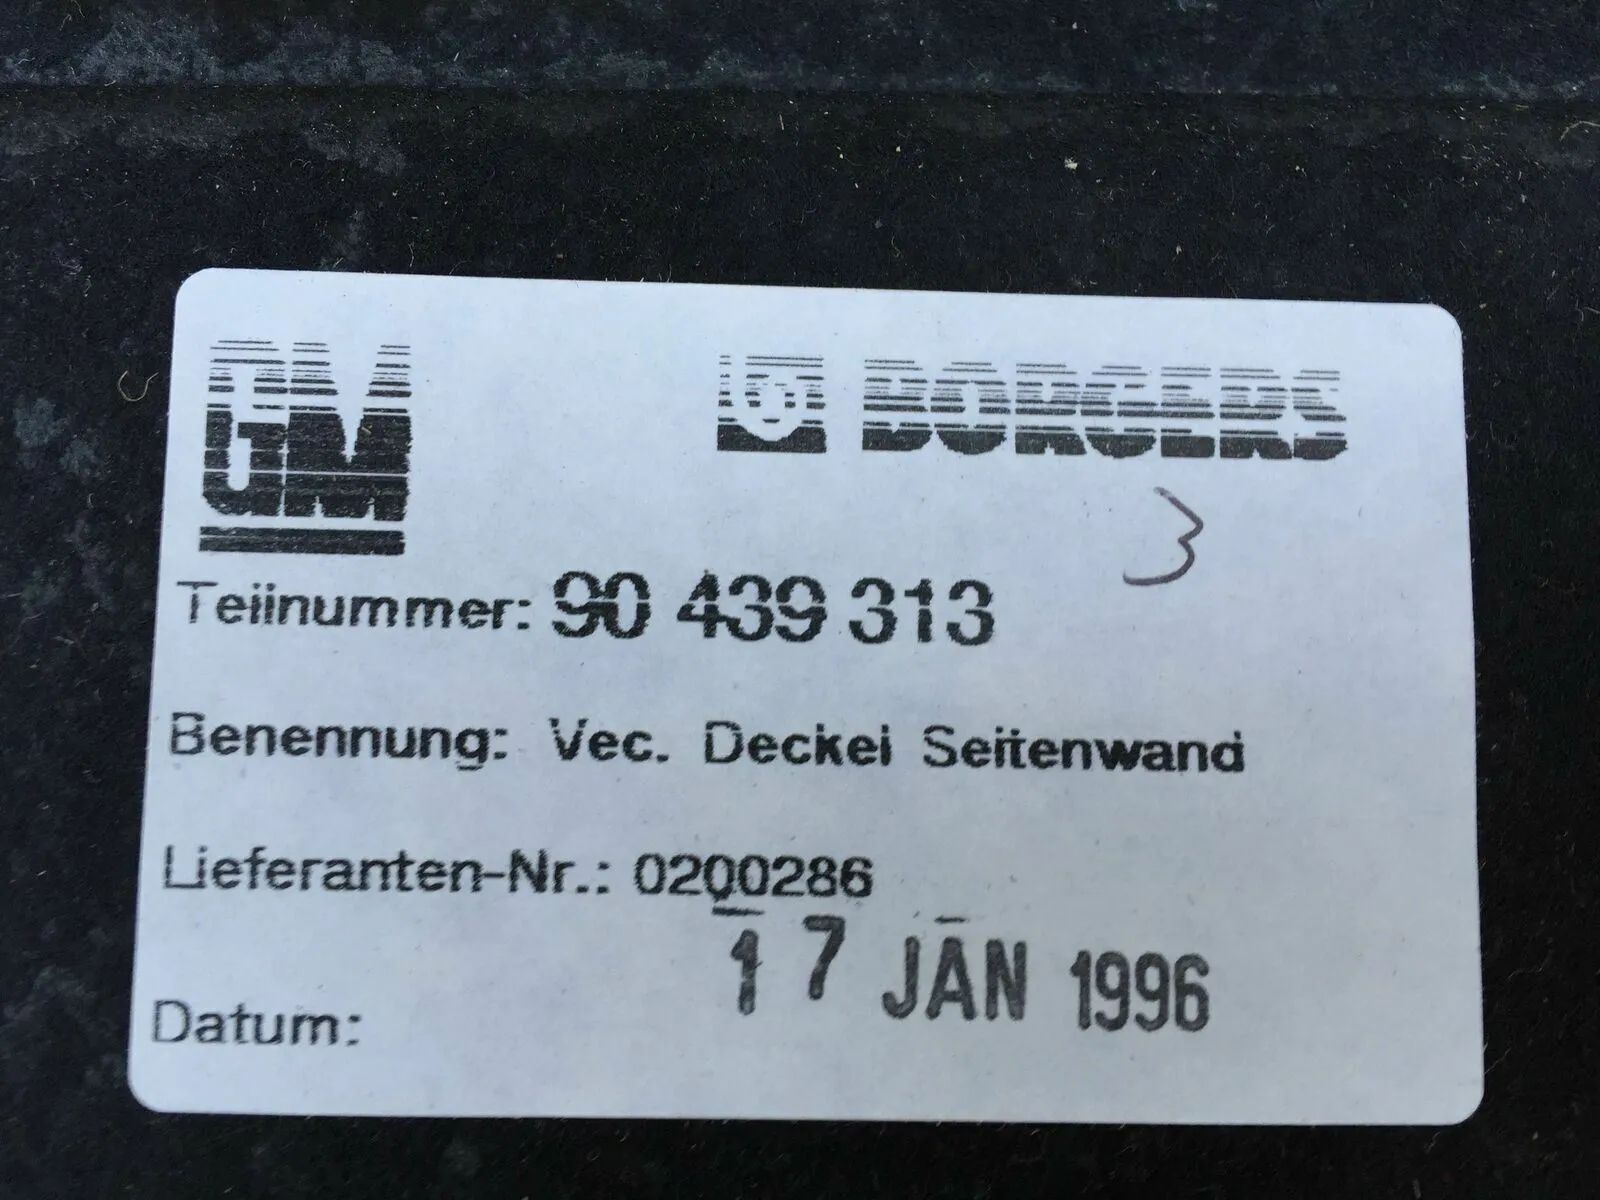 GM
BORGERS
3
Teilnummer: 90 439 313
Benennung: Vec. Deckel Seitenwand
Lieferanten-Nr.: 0200286
17 JAN 1996
Datum: